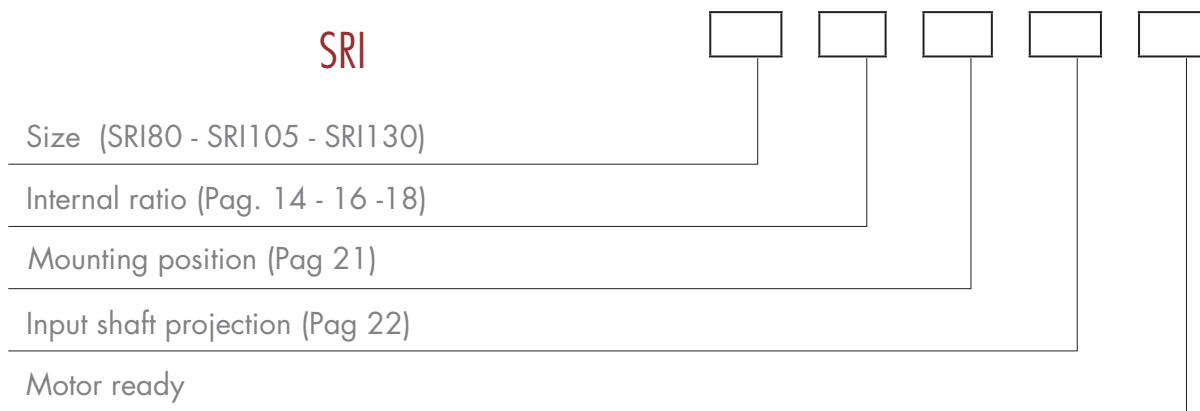 SRI
Size (SRI80 - SRI105 - SRI130)
Internal ratio (Pag. 14 - 16 -18)
Mounting position (Pag 21)
Input shaft projection (Pag 22)
Motor ready